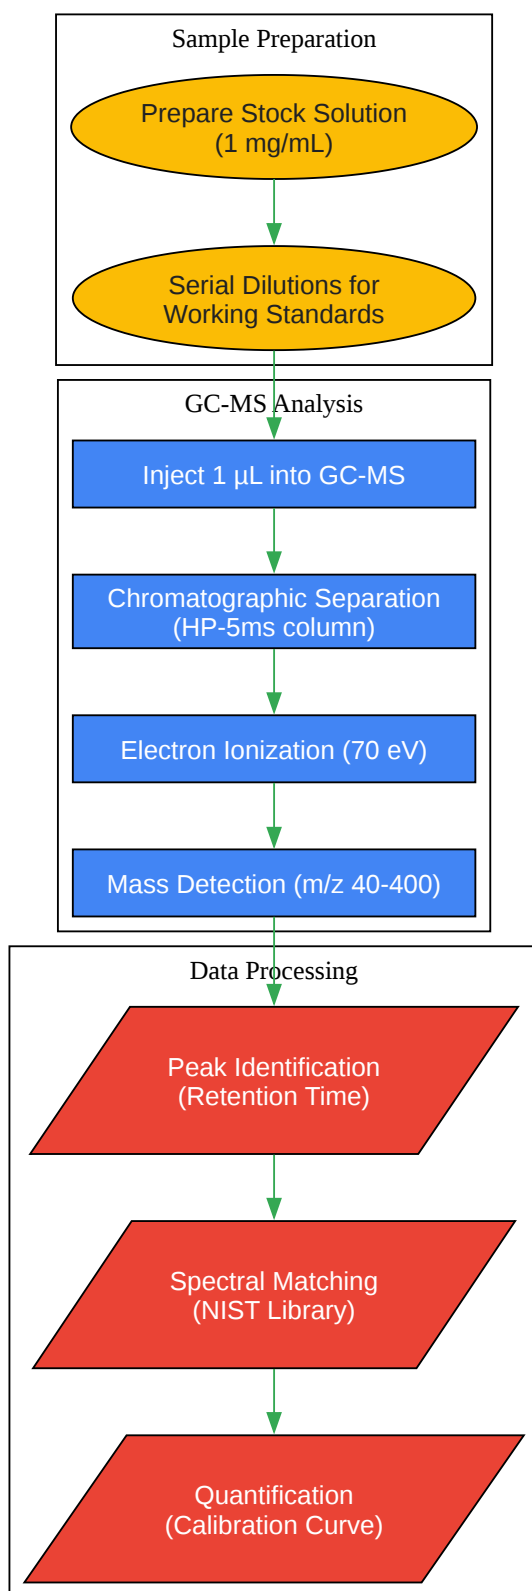 Sample Preparation
Prepare Stock Solution
(1 mg/mL)
Serial Dilutions for
Working Standards
GC-MS Analysis
Inject 1 µL into GC-MS
Chromatographic Separation
(HP-5ms column)
Electron Ionization (70 eV)
Mass Detection (m/z 40-400)
Data Processing
Peak Identification
(Retention Time)
Spectral Matching
(NIST Library)
Quantification
(Calibration Curve)